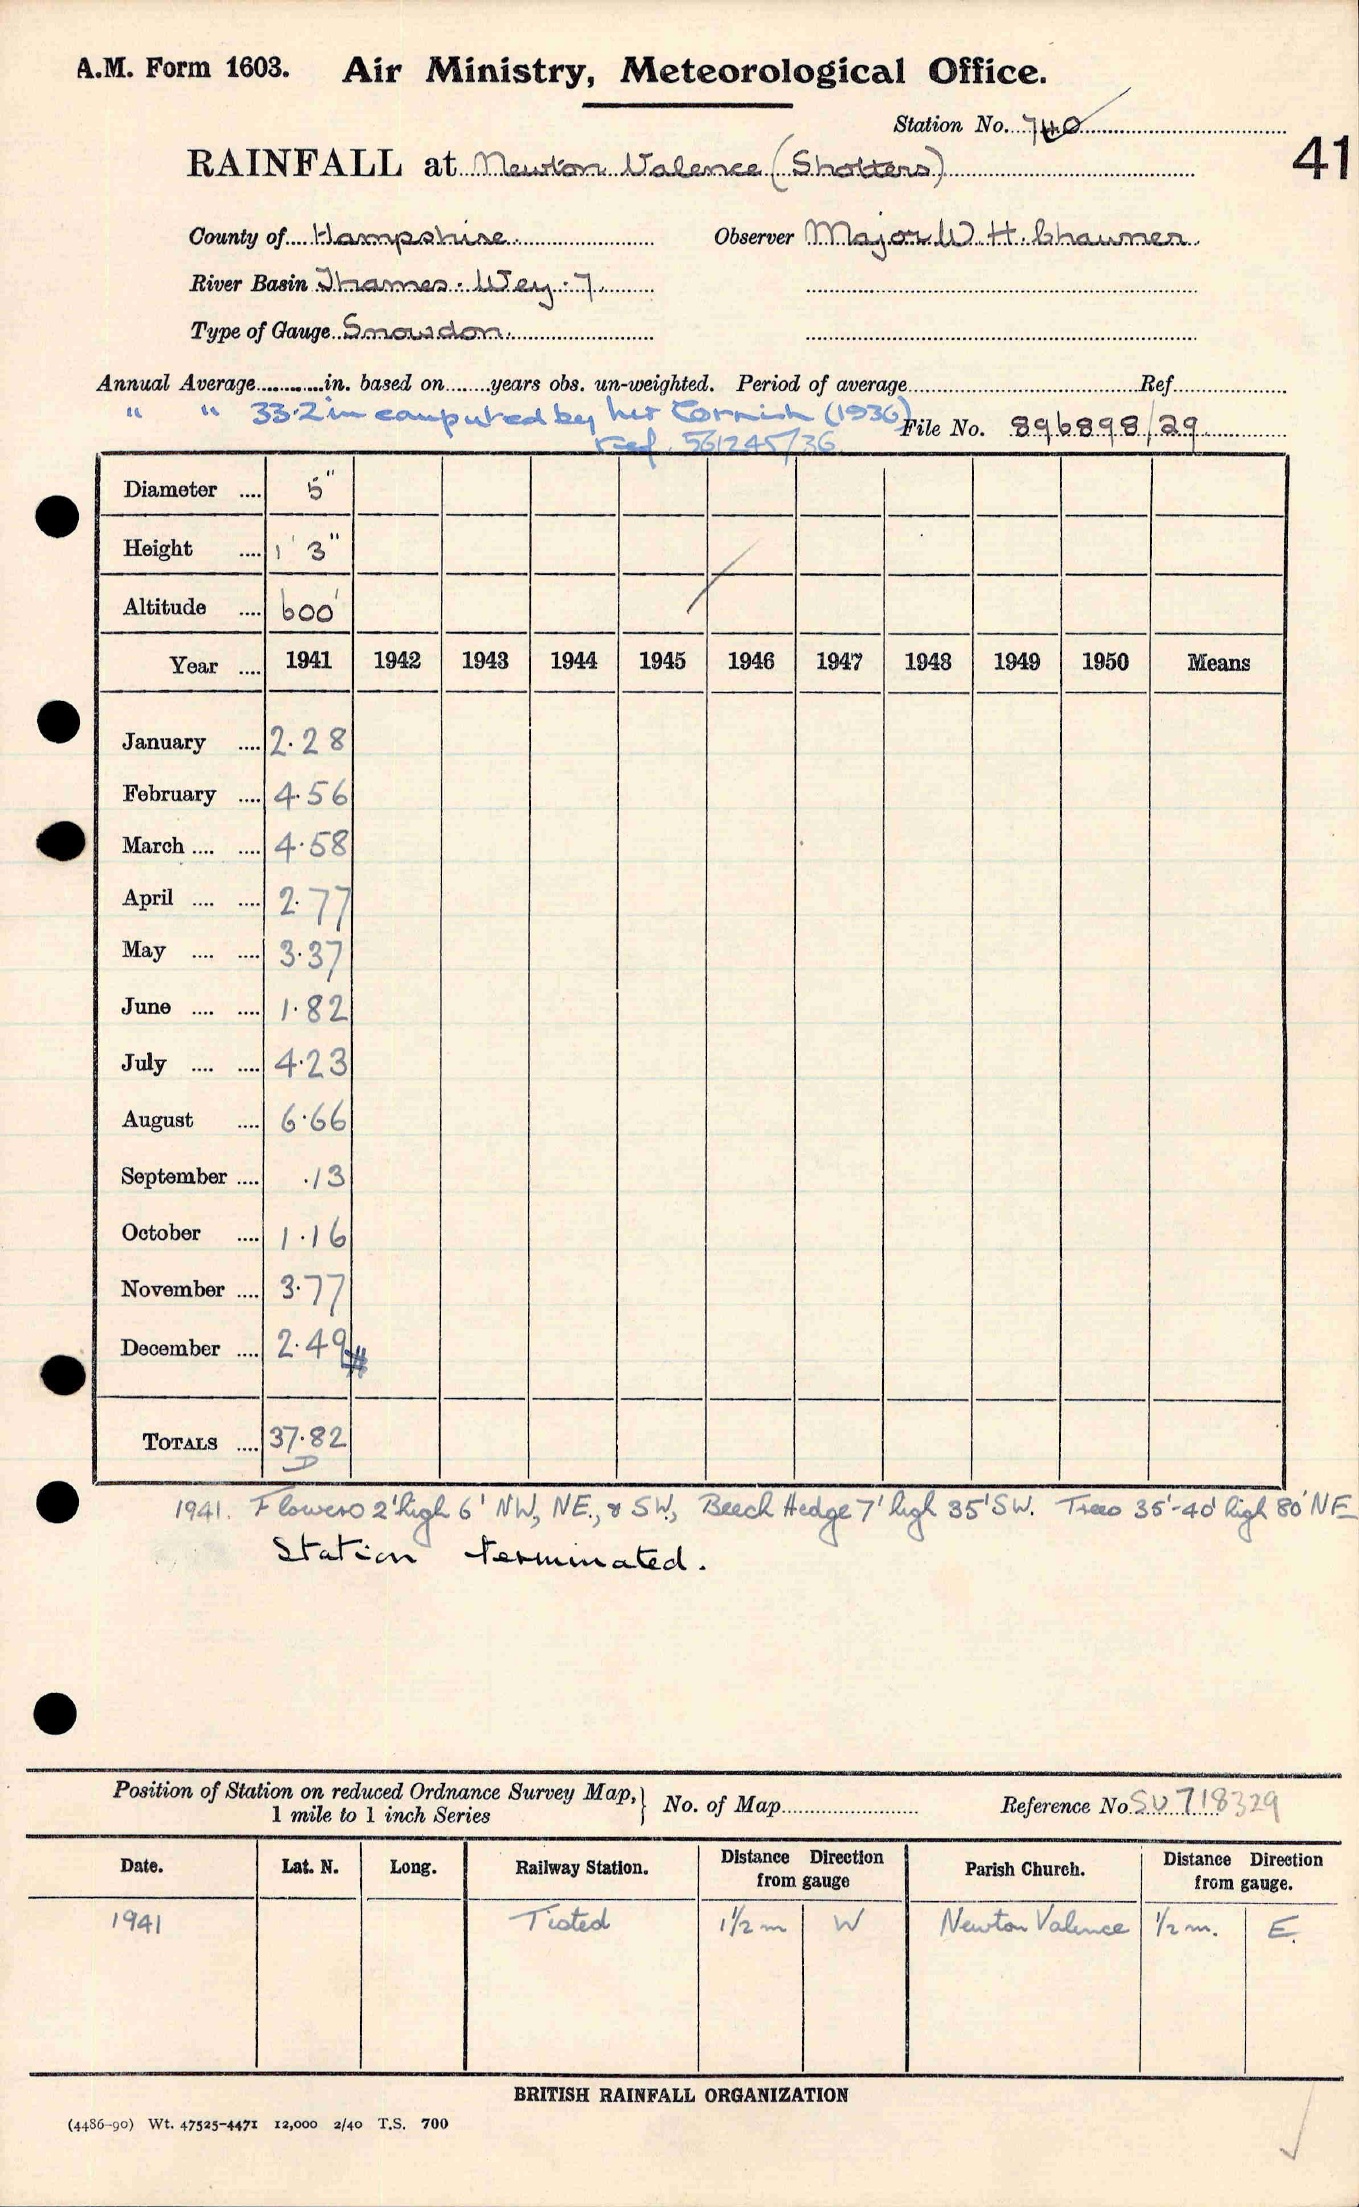 A.M. Form 1603. Air Ministry, Meteorological Office.
Station No. 740
41
RAINFALL at Newton Valence (Shotters)
County of Hampshire. Observer Major W. H. Chawner.
River Basin Thames. Wey. 7.
Type of Gauge Snowdon.
Annual Average............in. based on........years obs. un-weighted. Period of average.................Ref.................
" " 33.2 in computed by Mr Cornish (1936)
File No. 896898/29
Ref. 561245/36
Diameter .... 5"
Height .... 1' 3"
Altitude .... 600'
Year .... 1941 1942 1943 1944 1945 1946 1947 1948 1949 1950 Means
January .... 2.28
February .... 4.56
March .... .... 4.58
April .... .... 2.77
May .... .... 3.37
June .... .... 1.82
July .... .... 4.23
August .... 6.66
September .... .13
October .... 1.16
November .... 3.77
December .... 2.49
TOTALS .... 37.82
D
1941. Flowers 2' high 6' NW, NE, & SW, Beech Hedge 7' high 35' SW. Trees 35'-40' high 80' NE
Station terminated.
Position of Station on reduced Ordnance Survey Map, } No. of Map.................... Reference No. SU 718329
1 mile to 1 inch Series
Date. Lat. N. Long. Railway Station. Distance Direction from gauge Parish Church. Distance Direction from gauge.
1941 Tisted 1 1/2 m W Newton Valence 1/2 m. E.
BRITISH RAINFALL ORGANIZATION
(4486-90) Wt. 47525-4471 12,000 2/40 T.S. 700